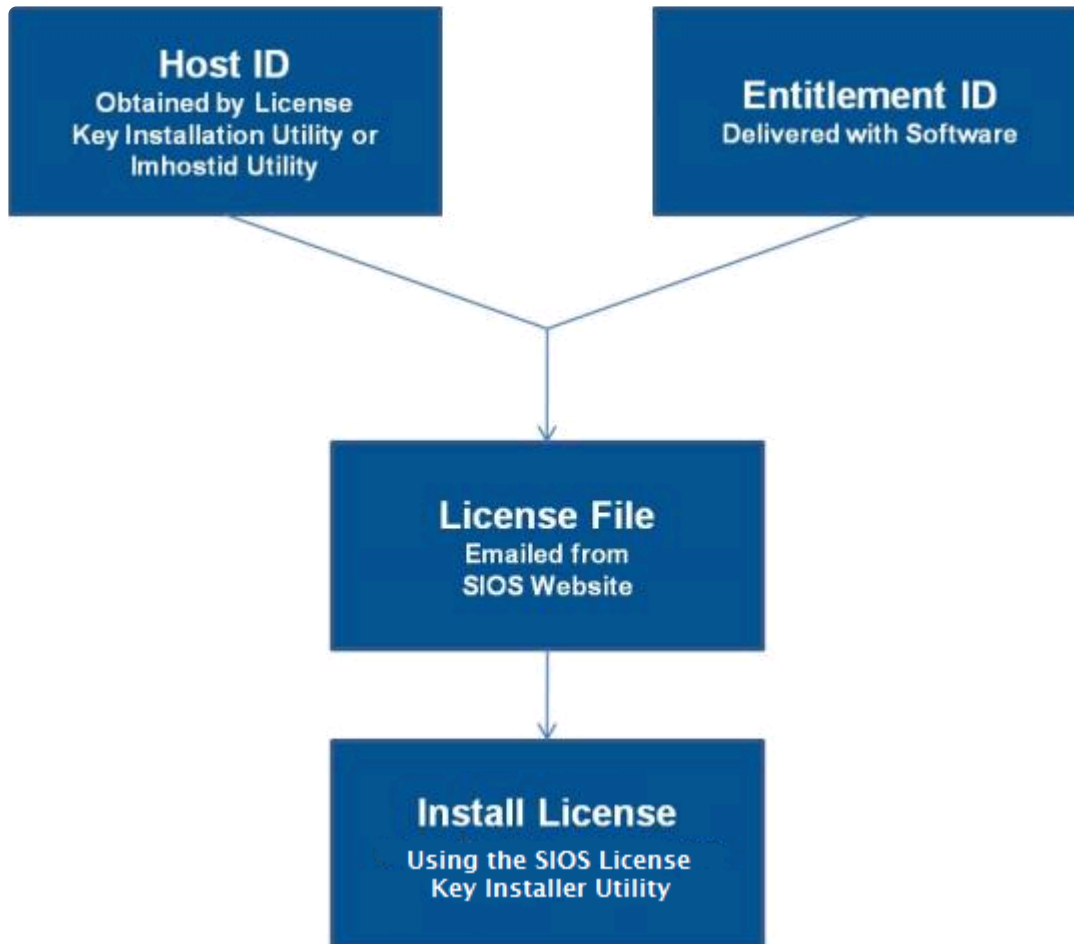 Host ID
Obtained by License
Key Installation Utility or
lmhostid Utility
Entitlement ID
Delivered with Software
License File
Emailed from
SIOS Website
Install License
Using the SIOS License
Key Installer Utility